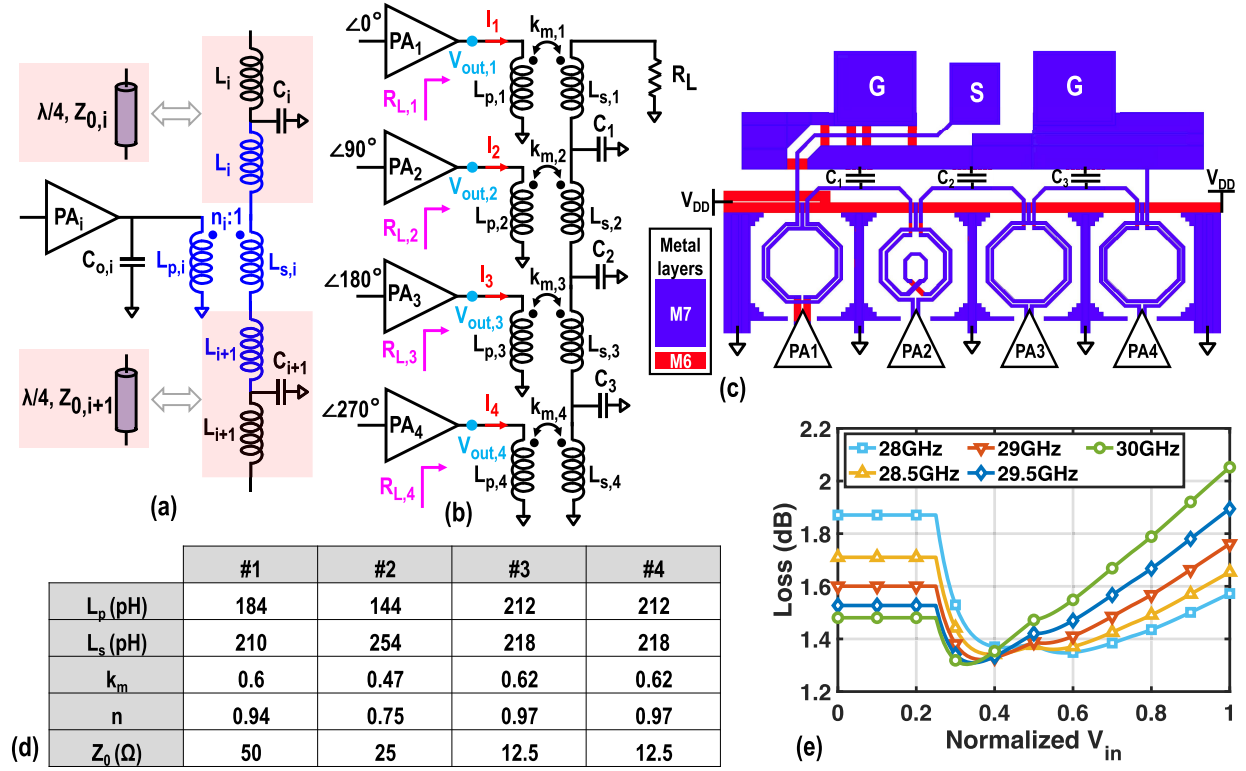 λ/4, Z0,i
Li
Ci
Li
PAi
ni:1
Co,i
Lp,i
Ls,i
Li+1
Ci+1
λ/4, Z0,i+1
Li+1
(a)
∠0°
PA1
I1
km,1
Vout,1
RL,1
Lp,1
Ls,1
RL
C1
∠90°
PA2
I2
km,2
Vout,2
RL,2
Lp,2
Ls,2
C2
∠180°
PA3
I3
km,3
Vout,3
RL,3
Lp,3
Ls,3
C3
∠270°
PA4
I4
km,4
Vout,4
RL,4
Lp,4
Ls,4
(b)
G
S
G
C1
C2
C3
VDD
VDD
Metal
layers
M7
M6
PA1
PA2
PA3
PA4
(c)
#1 #2 #3 #4
Lp (pH) 184 144 212 212
Ls (pH) 210 254 218 218
km 0.6 0.47 0.62 0.62
n 0.94 0.75 0.97 0.97
Z0 (Ω) 50 25 12.5 12.5
(d)
28GHz 29GHz 30GHz
28.5GHz 29.5GHz
Loss (dB)
2.2
2.0
1.8
1.6
1.4
1.2
0 0.2 0.4 0.6 0.8 1
Normalized Vin
(e)